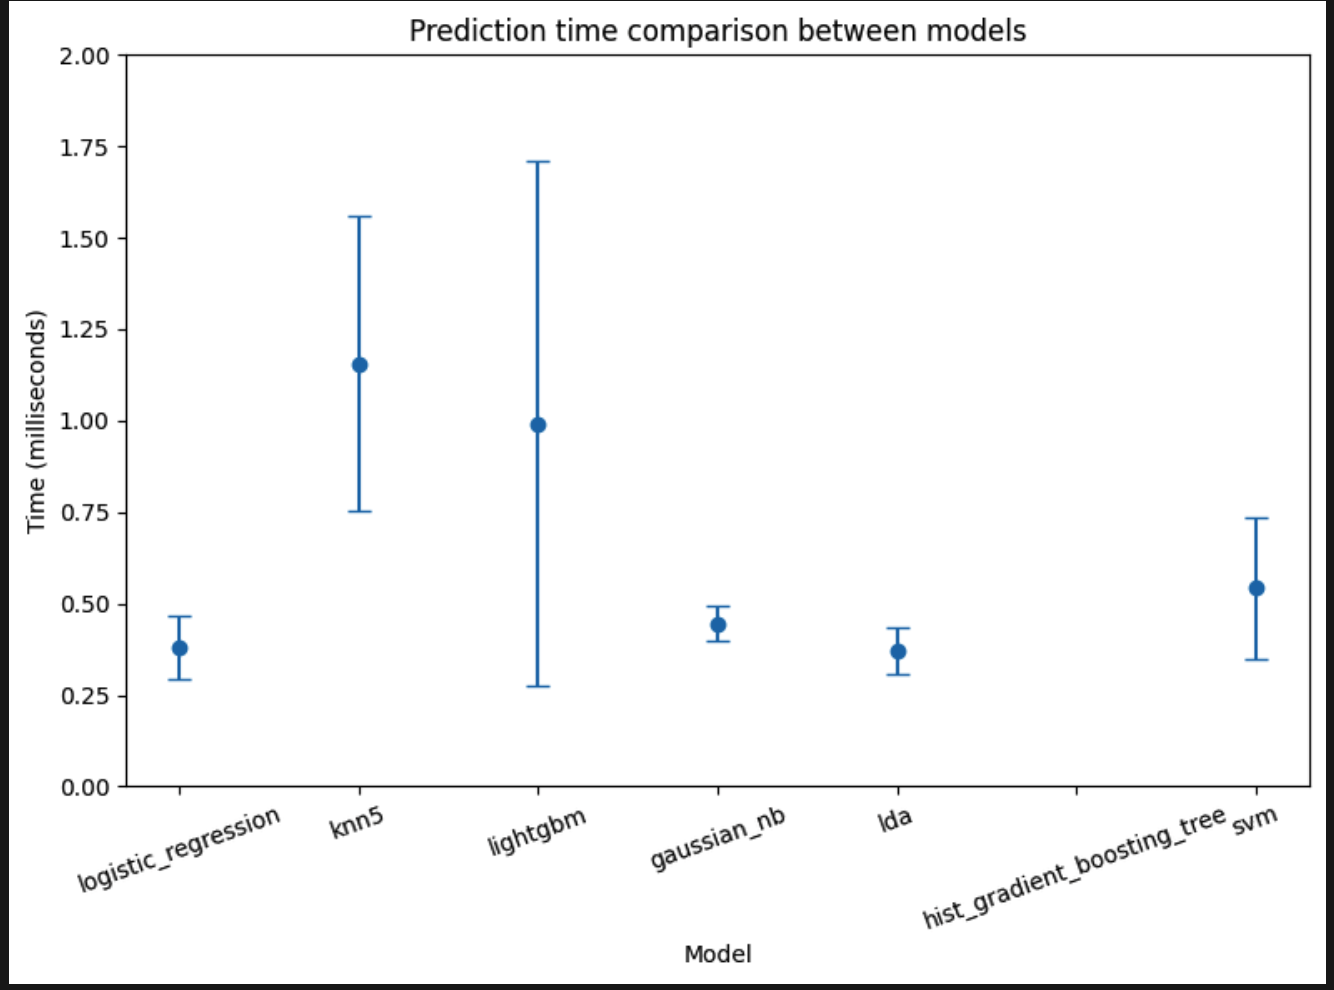 Prediction time comparison between models
2.00
1.75
1.50
1.25
1.00
0.75
0.50
0.25
0.00
Time (milliseconds)
logistic_regression
knn5
lightgbm
gaussian_nb
lda
hist_gradient_boosting_tree
svm
Model